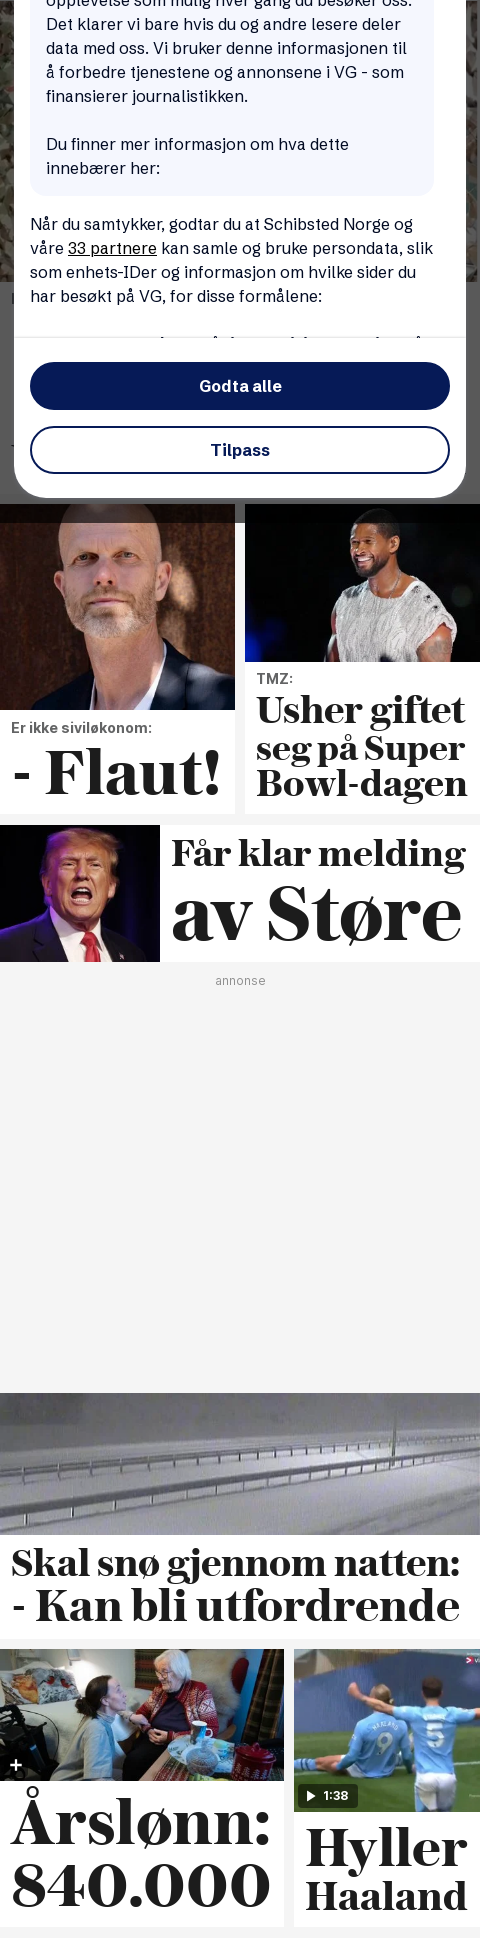 opplevelse som mulig hver gang du besøker oss.
Det klarer vi bare hvis du og andre lesere deler
data med oss. Vi bruker denne informasjonen til
å forbedre tjenestene og annonsene i VG - som
finansierer journalistikken.
Du finner mer informasjon om hva dette
innebærer her:
Når du samtykker, godtar du at Schibsted Norge og
våre 33 partnere kan samle og bruke persondata, slik
som enhets-IDer og informasjon om hvilke sider du
har besøkt på VG, for disse formålene:
Godta alle
Tilpass
Er ikke siviløkonom:
- Flaut!
TMZ:
Usher giftet
seg på Super
Bowl-dagen
Får klar melding
av Støre
annonse
Skal snø gjennom natten:
- Kan bli utfordrende
Årslønn:
840.000
HAALAND
9
5
1:38
Hyller
Haaland